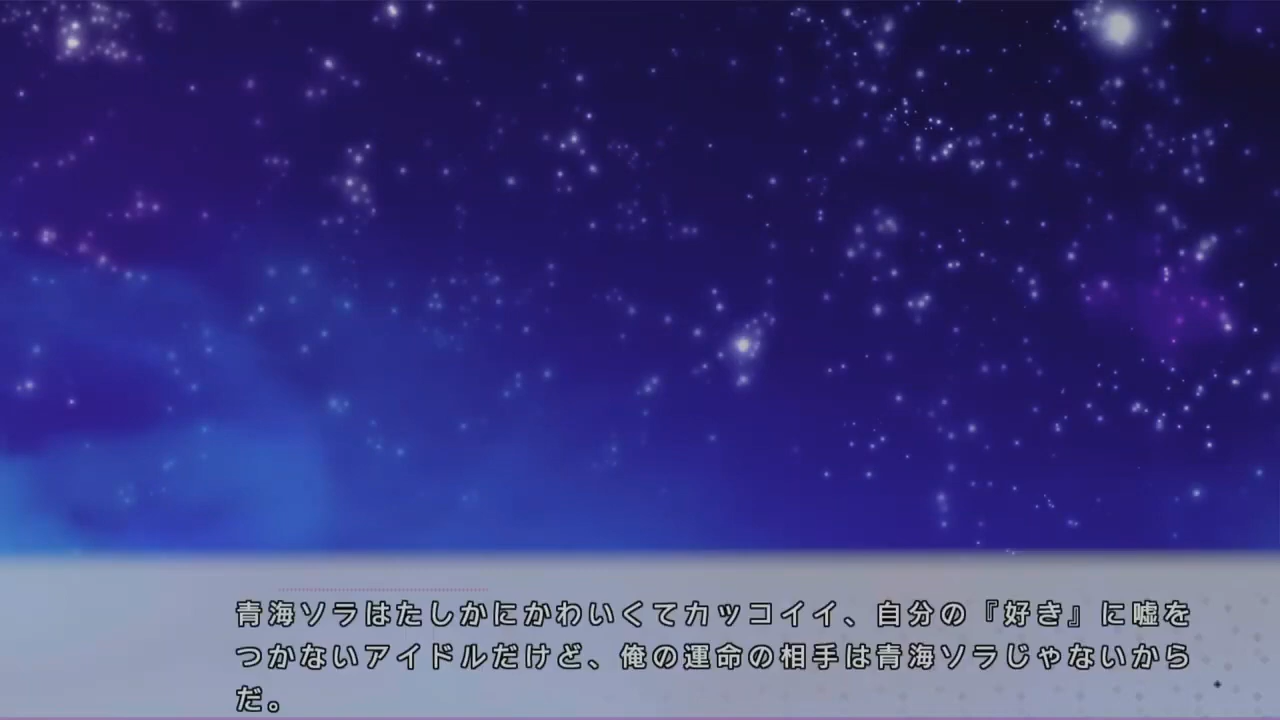 青海ソラはたしかにかわいくてカッコイイ、自分の『好き』に嘘を
つかないアイドルだけど、俺の運命の相手は青海ソラじゃないから
だ。